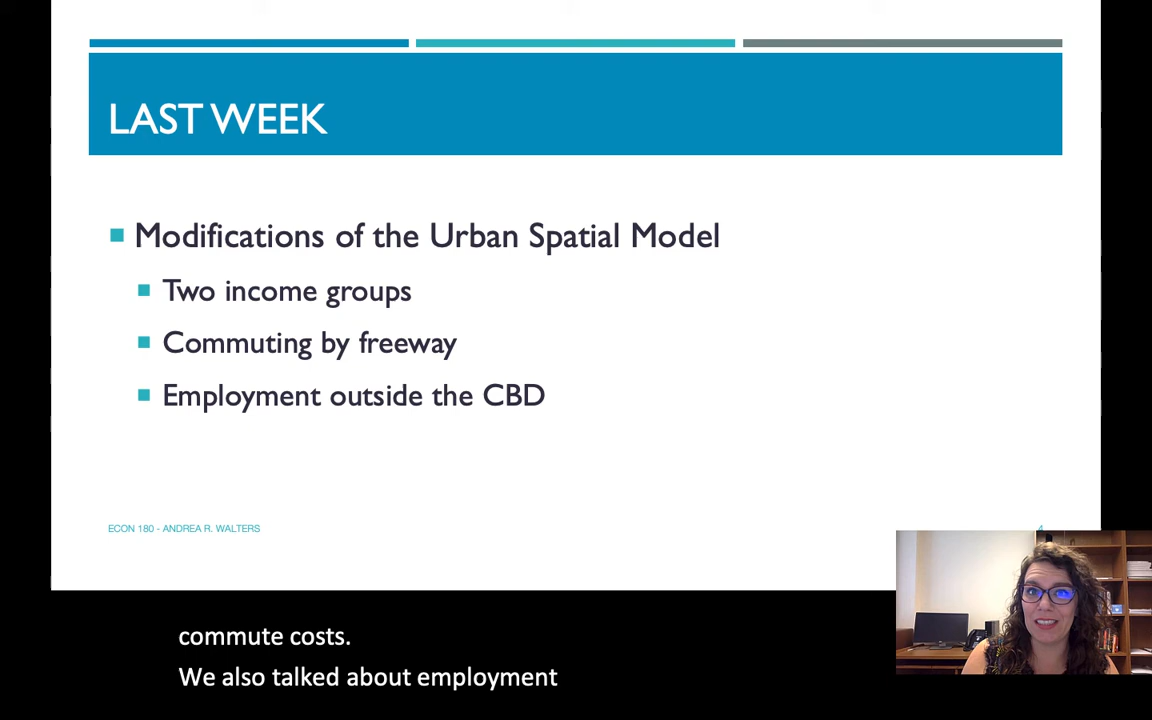 LAST WEEK
Modifications of the Urban Spatial Model
Two income groups
Commuting by freeway
Employment outside the CBD
ECON 180 - ANDREA R. WALTERS
4
commute costs.
We also talked about employment